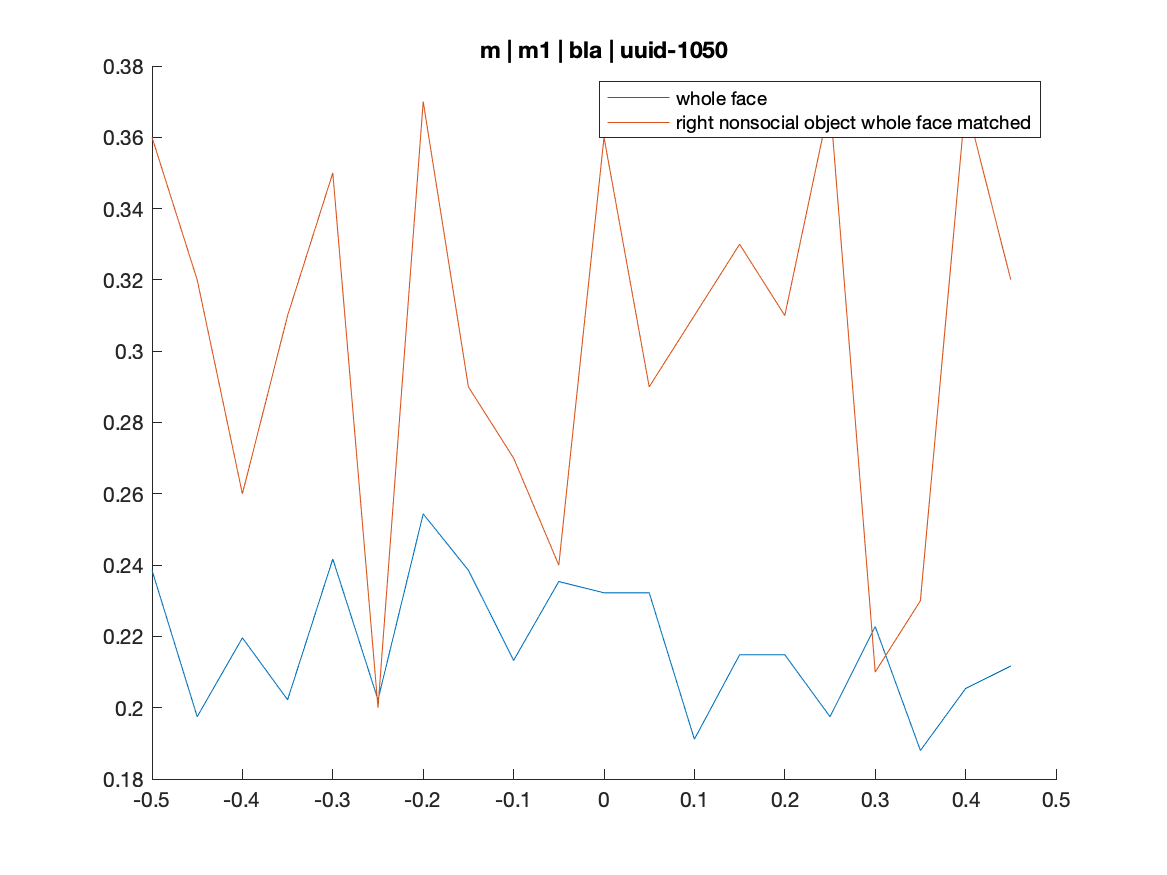 m | m1 | bla | uuid-1050
whole face
right nonsocial object whole face matched
0.38
0.36
0.34
0.32
0.3
0.28
0.26
0.24
0.22
0.2
0.18
-0.5 -0.4 -0.3 -0.2 -0.1 0 0.1 0.2 0.3 0.4 0.5